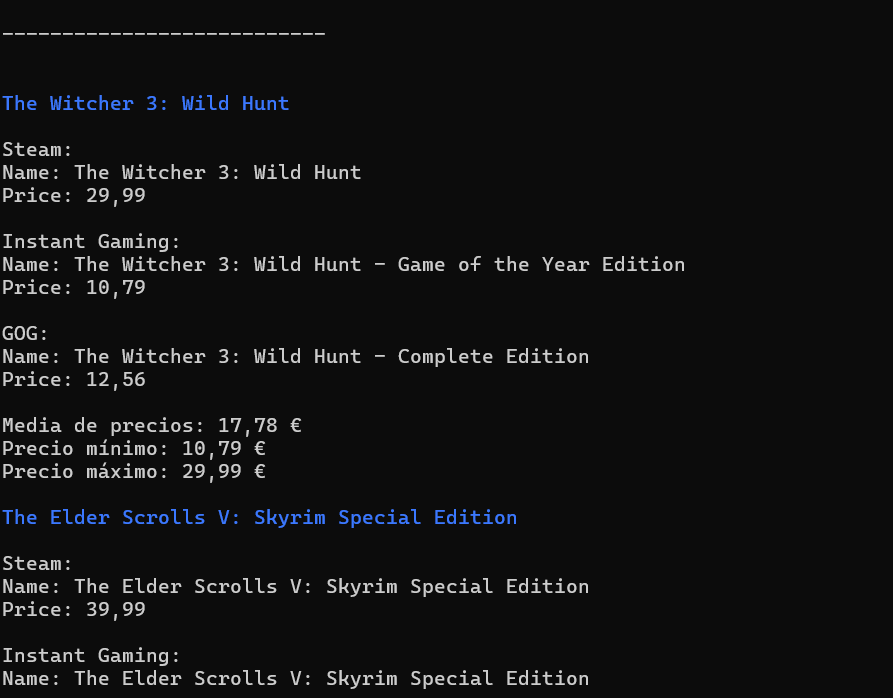 ---------------------------
The Witcher 3: Wild Hunt
Steam:
Name: The Witcher 3: Wild Hunt
Price: 29,99
Instant Gaming:
Name: The Witcher 3: Wild Hunt - Game of the Year Edition
Price: 10,79
GOG:
Name: The Witcher 3: Wild Hunt - Complete Edition
Price: 12,56
Media de precios: 17,78 €
Precio mínimo: 10,79 €
Precio máximo: 29,99 €
The Elder Scrolls V: Skyrim Special Edition
Steam:
Name: The Elder Scrolls V: Skyrim Special Edition
Price: 39,99
Instant Gaming:
Name: The Elder Scrolls V: Skyrim Special Edition